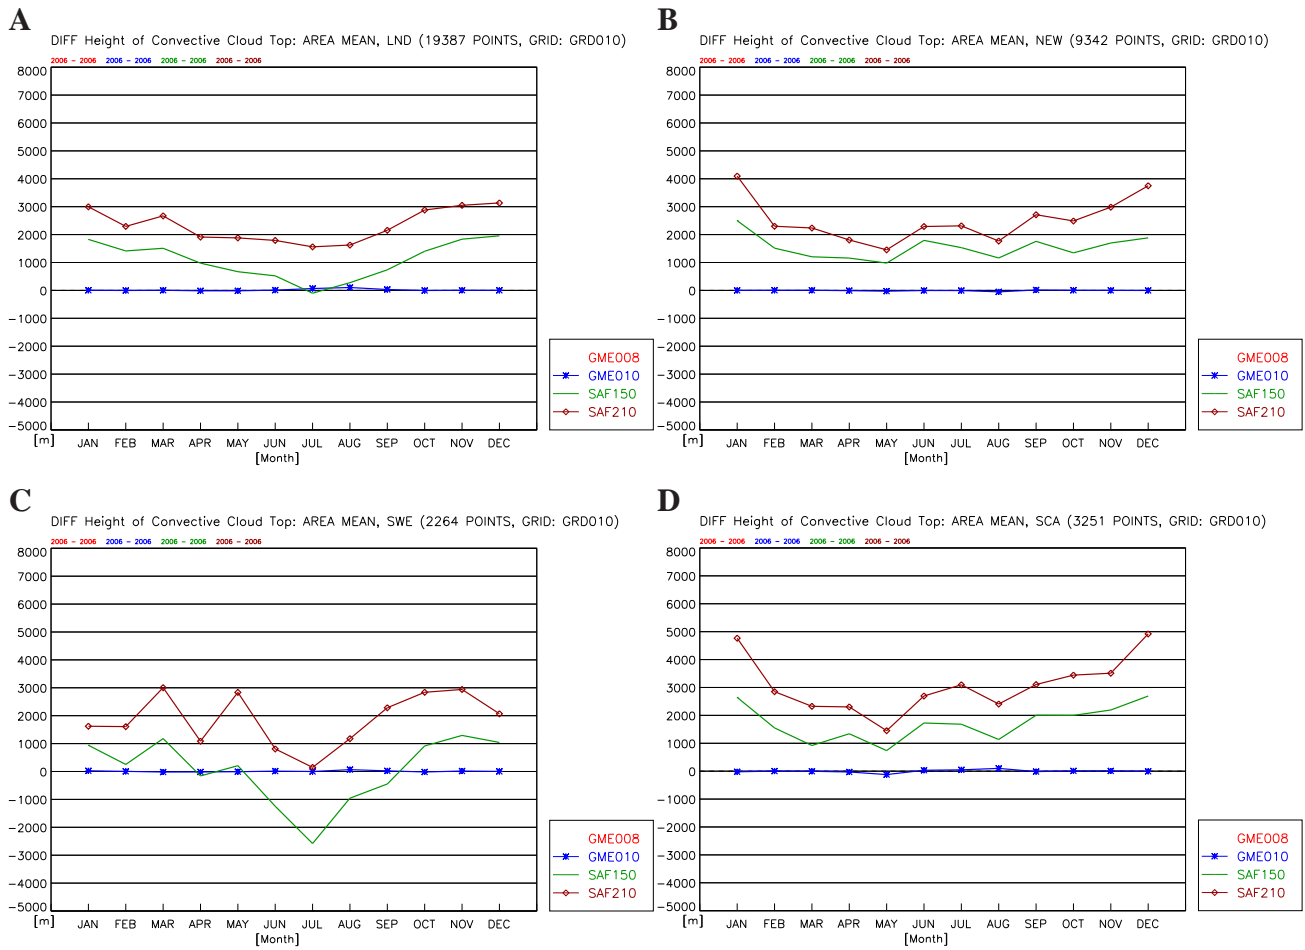 A
DIFF Height of Convective Cloud Top: AREA MEAN, LND (19387 POINTS, GRID: GRD010)
2006 - 2006 2006 - 2006 2006 - 2006 2006 - 2006
8000
7000
6000
5000
4000
3000
2000
1000
0
-1000
-2000
-3000
-4000
-5000
[m]
JAN FEB MAR APR MAY JUN JUL AUG SEP OCT NOV DEC
[Month]
GME008
GME010
SAF150
SAF210
B
DIFF Height of Convective Cloud Top: AREA MEAN, NEW (9342 POINTS, GRID: GRD010)
2006 - 2006 2006 - 2006 2006 - 2006 2006 - 2006
8000
7000
6000
5000
4000
3000
2000
1000
0
-1000
-2000
-3000
-4000
-5000
[m]
JAN FEB MAR APR MAY JUN JUL AUG SEP OCT NOV DEC
[Month]
GME008
GME010
SAF150
SAF210
C
DIFF Height of Convective Cloud Top: AREA MEAN, SWE (2264 POINTS, GRID: GRD010)
2006 - 2006 2006 - 2006 2006 - 2006 2006 - 2006
8000
7000
6000
5000
4000
3000
2000
1000
0
-1000
-2000
-3000
-4000
-5000
[m]
JAN FEB MAR APR MAY JUN JUL AUG SEP OCT NOV DEC
[Month]
GME008
GME010
SAF150
SAF210
D
DIFF Height of Convective Cloud Top: AREA MEAN, SCA (3251 POINTS, GRID: GRD010)
2006 - 2006 2006 - 2006 2006 - 2006 2006 - 2006
8000
7000
6000
5000
4000
3000
2000
1000
0
-1000
-2000
-3000
-4000
-5000
[m]
JAN FEB MAR APR MAY JUN JUL AUG SEP OCT NOV DEC
[Month]
GME008
GME010
SAF150
SAF210